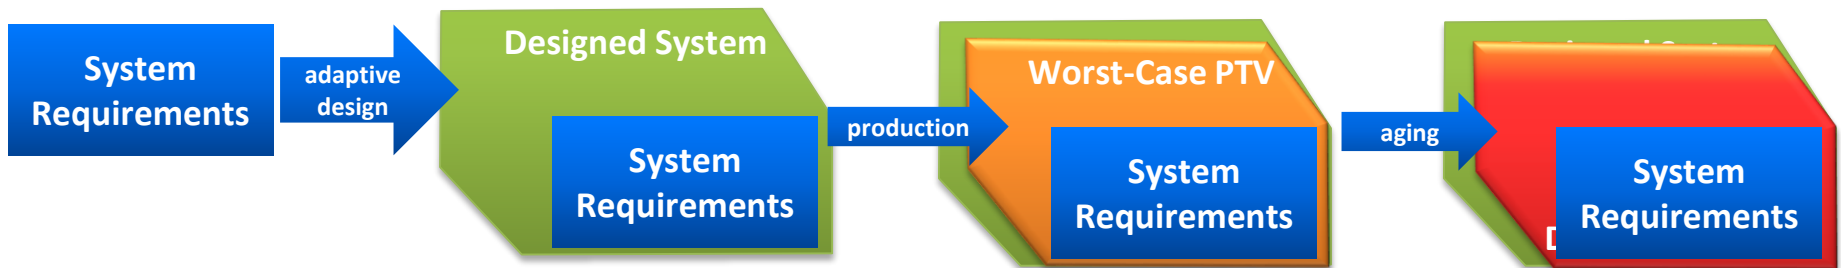 System
Requirements
adaptive
design
Designed System
System
Requirements
production
Worst-Case PTV
System
Requirements
aging
System
Requirements